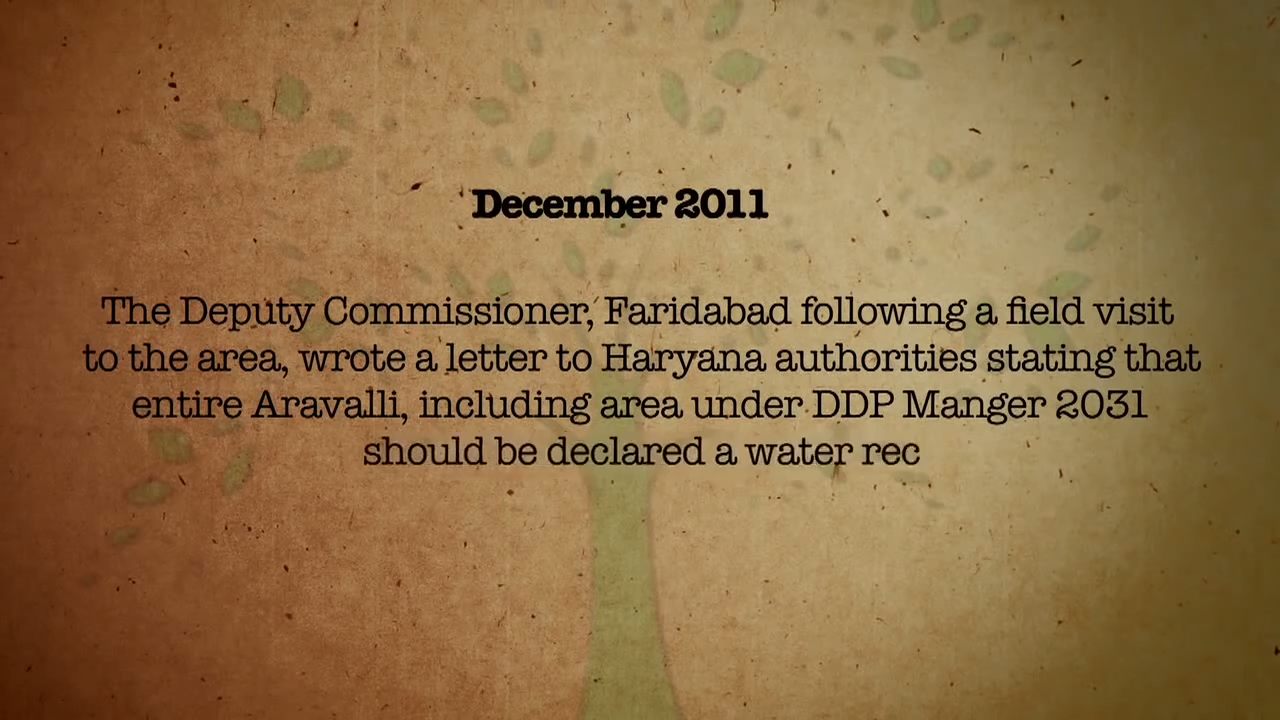 December 2011
The Deputy Commissioner, Faridabad following a field visit
to the area, wrote a letter to Haryana authorities stating that
entire Aravalli, including area under DDP Manger 2031
should be declared a water rec